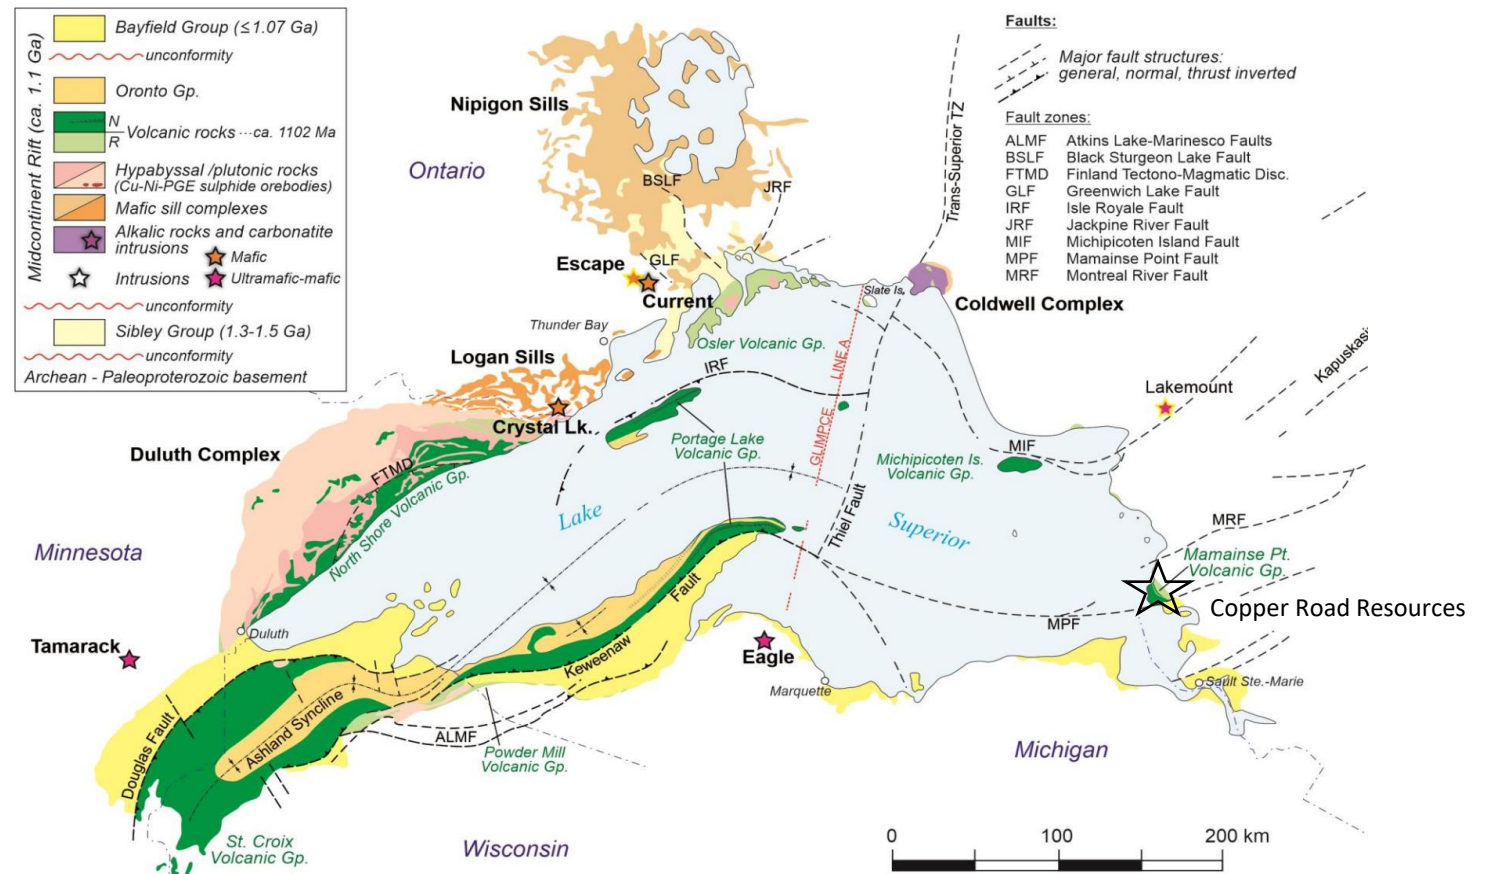 Midcontinent Rift (ca. 1.1 Ga)
Bayfield Group (≤1.07 Ga)
unconformity
Oronto Gp.
N
R
Volcanic rocks ···ca. 1102 Ma
Hypabyssal /plutonic rocks
(Cu-Ni-PGE sulphide orebodies)
Mafic sill complexes
Alkalic rocks and carbonatite
intrusions
Mafic
Intrusions
Ultramafic-mafic
unconformity
Sibley Group (1.3-1.5 Ga)
unconformity
Archean - Paleoproterozoic basement
Faults:
Major fault structures:
general, normal, thrust inverted
Fault zones:
ALMF Atkins Lake-Marinesco Faults
BSLF Black Sturgeon Lake Fault
FTMD Finland Tectono-Magmatic Disc.
GLF Greenwich Lake Fault
IRF Isle Royale Fault
JRF Jackpine River Fault
MIF Michipicoten Island Fault
MPF Mamainse Point Fault
MRF Montreal River Fault
Nipigon Sills
Ontario
BSLF
JRF
Trans-Superior TZ
Escape
GLF
Current
Slate Is.
Coldwell Complex
Thunder Bay
Osler Volcanic Gp.
Logan Sills
IRF
GLIMPCE LINE A
Kapuskasi
Lakemount
Crystal Lk.
Duluth Complex
FTMD
North Shore Volcanic Gp.
Portage Lake
Volcanic Gp.
MIF
Michipicoten Is.
Volcanic Gp.
Lake
Superior
Thiel Fault
MRF
Minnesota
Mamainse Pt.
Volcanic Gp.
Copper Road Resources
MPF
Keweenaw
Fault
Duluth
Tamarack
Eagle
Marquette
Sault Ste.-Marie
Douglas Fault
Ashland Syncline
ALMF
Powder Mill
Volcanic Gp.
Michigan
St. Croix
Volcanic Gp.
Wisconsin
0 100 200 km